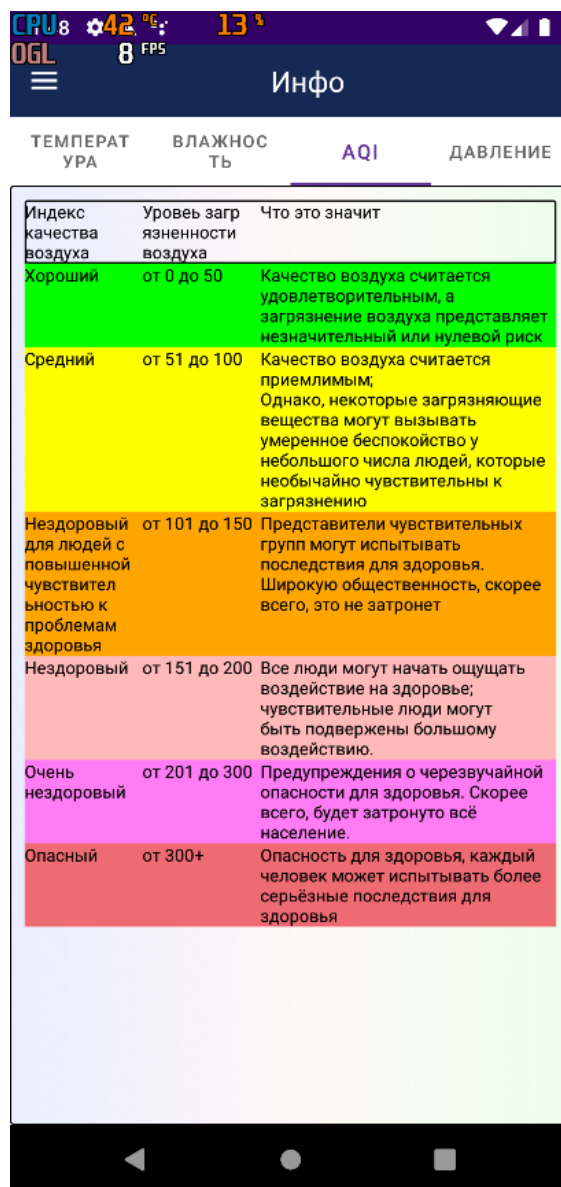 CPU8 42 °C 13 %
OGL 8 FPS
Инфо
ТЕМПЕРАТ
УРА
ВЛАЖНОС
ТЬ
AQI
ДАВЛЕНИЕ
Индекс
качества
воздуха
Уровеь загр
язненности
воздуха
Что это значит
Хороший
от 0 до 50
Качество воздуха считается
удовлетворительным, а
загрязнение воздуха представляет
незначительный или нулевой риск
Средний
от 51 до 100
Качество воздуха считается
приемлимым;
Однако, некоторые загрязняющие
вещества могут вызывать
умеренное беспокойство у
небольшого числа людей, которые
необычайно чувствительны к
загрязнению
Нездоровый
для людей с
повышенной
чувствител
ьностью к
проблемам
здоровья
от 101 до 150
Представители чувствительных
групп могут испытывать
последствия для здоровья.
Широкую общественность, скорее
всего, это не затронет
Нездоровый
от 151 до 200
Все люди могут начать ощущать
воздействие на здоровье;
чувствительные люди могут
быть подвержены большому
воздействию.
Очень
нездоровый
от 201 до 300
Предупреждения о черезвучайной
опасности для здоровья. Скорее
всего, будет затронуто всё
население.
Опасный
от 300+
Опасность для здоровья, каждый
человек может испытывать более
серьёзные последствия для
здоровья